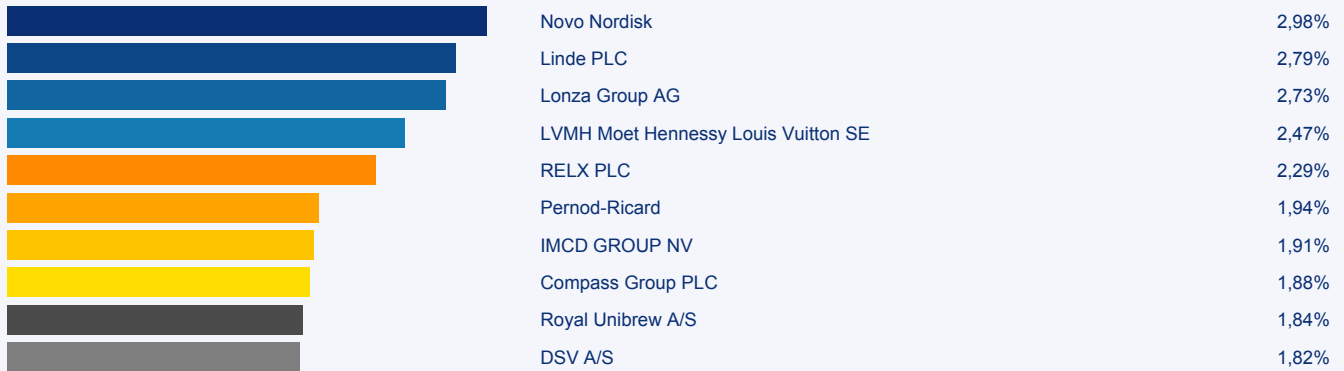 Novo Nordisk 2,98%
Linde PLC 2,79%
Lonza Group AG 2,73%
LVMH Moet Hennessy Louis Vuitton SE 2,47%
RELX PLC 2,29%
Pernod-Ricard 1,94%
IMCD GROUP NV 1,91%
Compass Group PLC 1,88%
Royal Unibrew A/S 1,84%
DSV A/S 1,82%